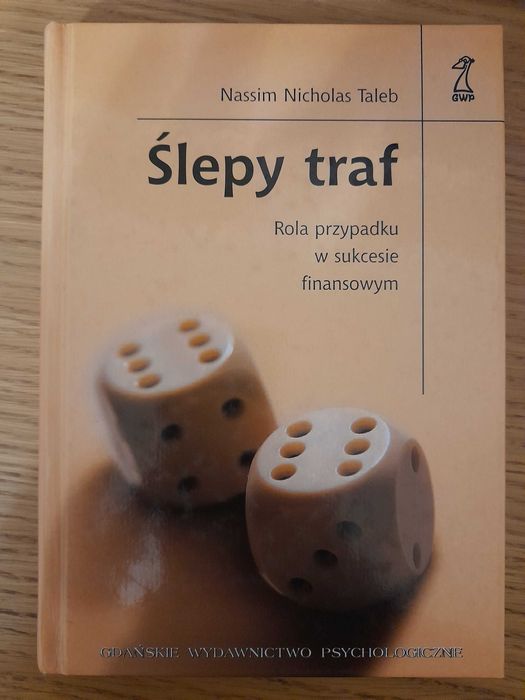 Nassim Nicholas Taleb
GWP
Ślepy traf
Rola przypadku
w sukcesie
finansowym
GDAŃSKIE WYDAWNICTWO PSYCHOLOGICZNE